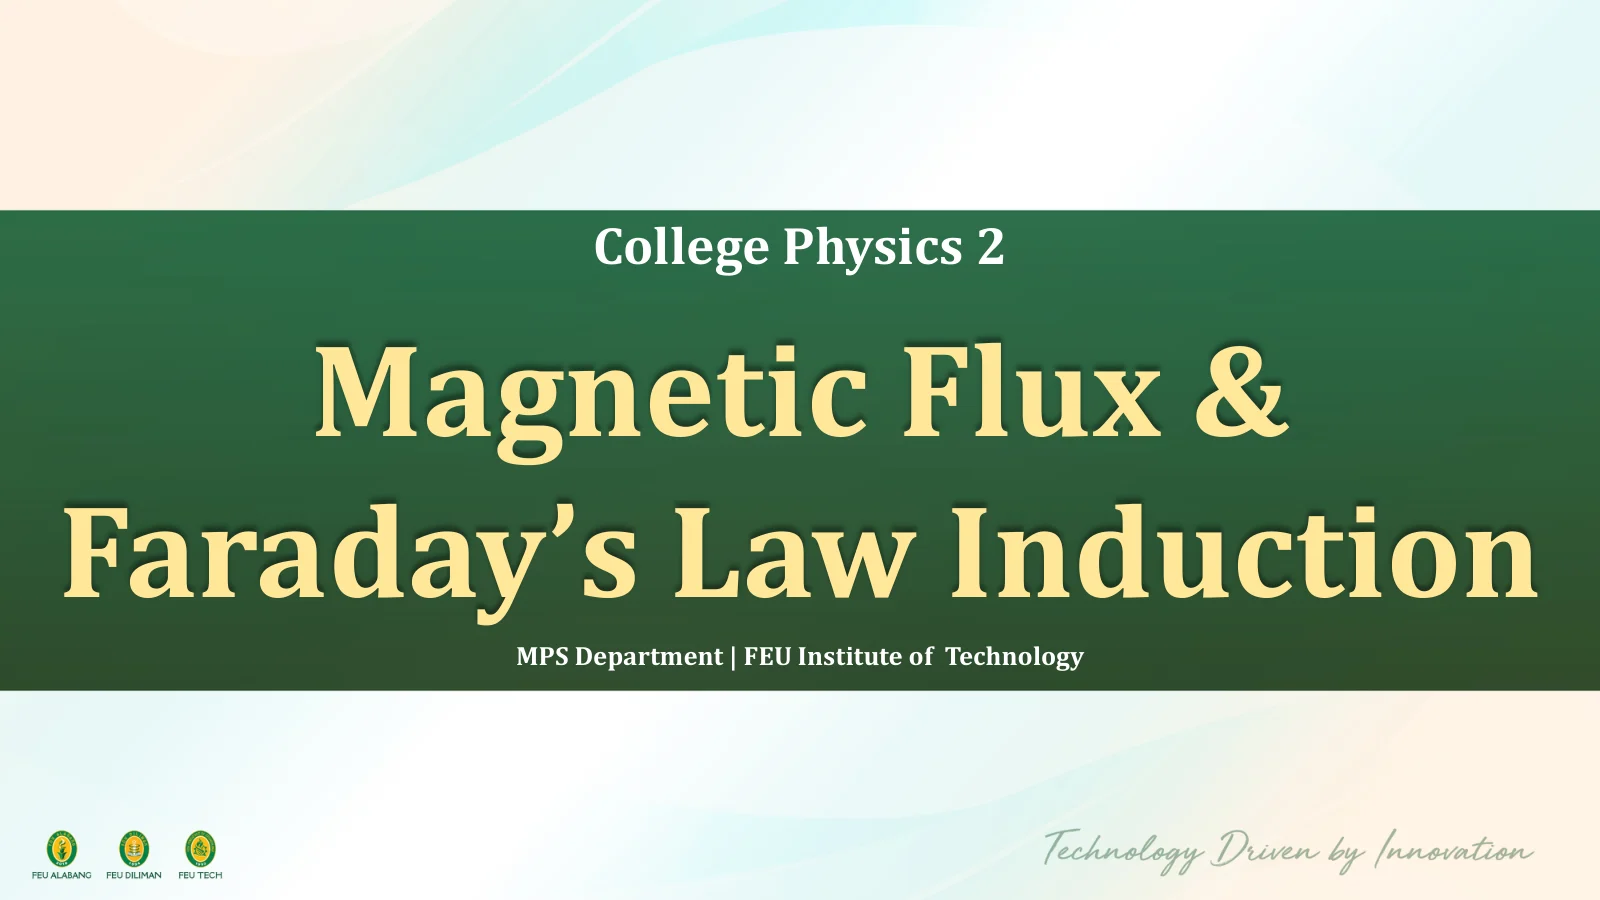 College Physics 2
Magnetic Flux &
Faraday’s Law Induction
MPS Department | FEU Institute of Technology
FEU ALABANG
FEU DILIMAN
FEU TECH
Technology Driven by Innovation